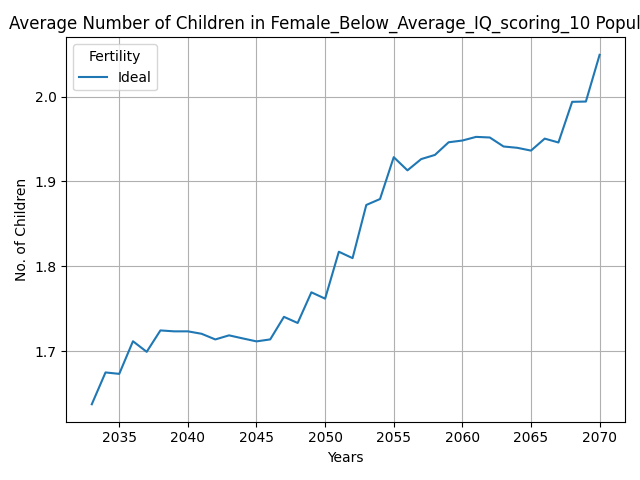 Average Number of Children in Female_Below_Average_IQ_scoring_10 Popul
Fertility
Ideal
No. of Children
2.0
1.9
1.8
1.7
2035 2040 2045 2050 2055 2060 2065 2070
Years